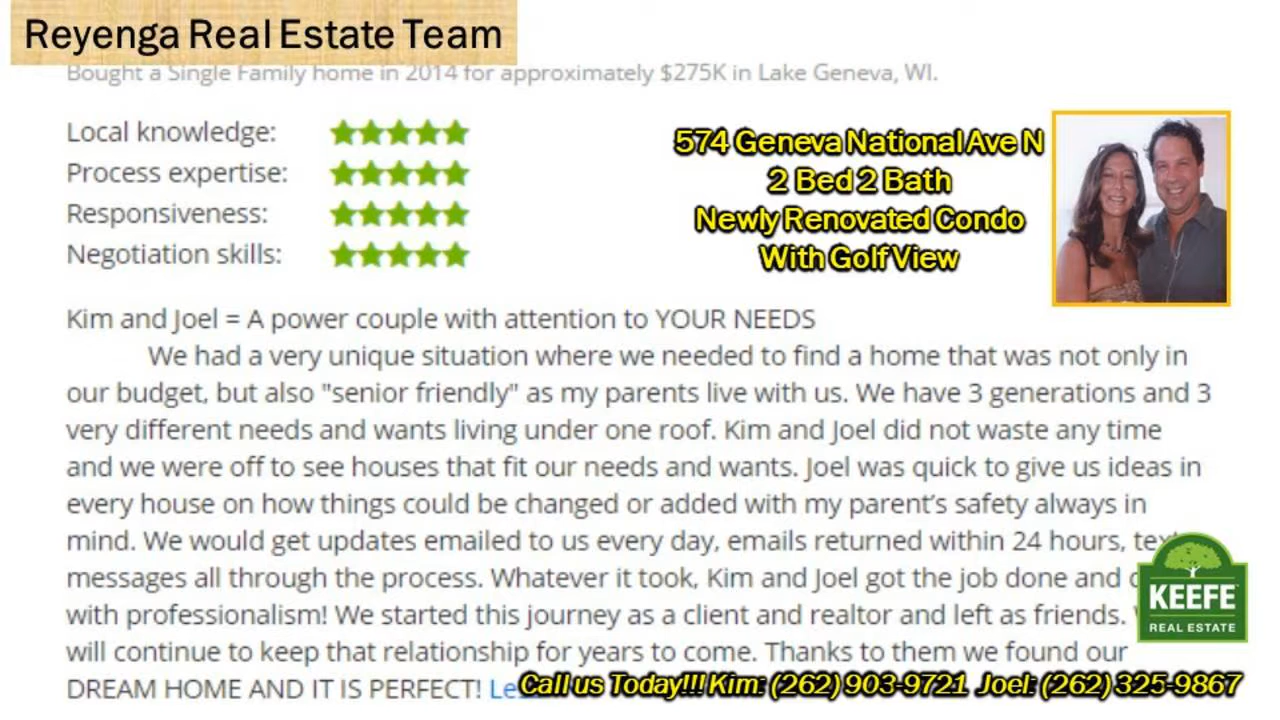 Reyenga Real Estate Team
Bought a Single Family home in 2014 for approximately $275K in Lake Geneva, WI.
Local knowledge:
Process expertise:
Responsiveness:
Negotiation skills:
574 Geneva National Ave N
2 Bed 2 Bath
Newly Renovated Condo
With Golf View
Kim and Joel = A power couple with attention to YOUR NEEDS
We had a very unique situation where we needed to find a home that was not only in
our budget, but also "senior friendly" as my parents live with us. We have 3 generations and 3
very different needs and wants living under one roof. Kim and Joel did not waste any time
and we were off to see houses that fit our needs and wants. Joel was quick to give us ideas in
every house on how things could be changed or added with my parent's safety always in
mind. We would get updates emailed to us every day, emails returned within 24 hours, text
messages all through the process. Whatever it took, Kim and Joel got the job done and
with professionalism! We started this journey as a client and realtor and left as friends.
will continue to keep that relationship for years to come. Thanks to them we found our
DREAM HOME AND IT IS PERFECT!
KEEFE
REAL ESTATE
Call us Today!!! Kim: (262) 903-9721 Joel: (262) 325-9867